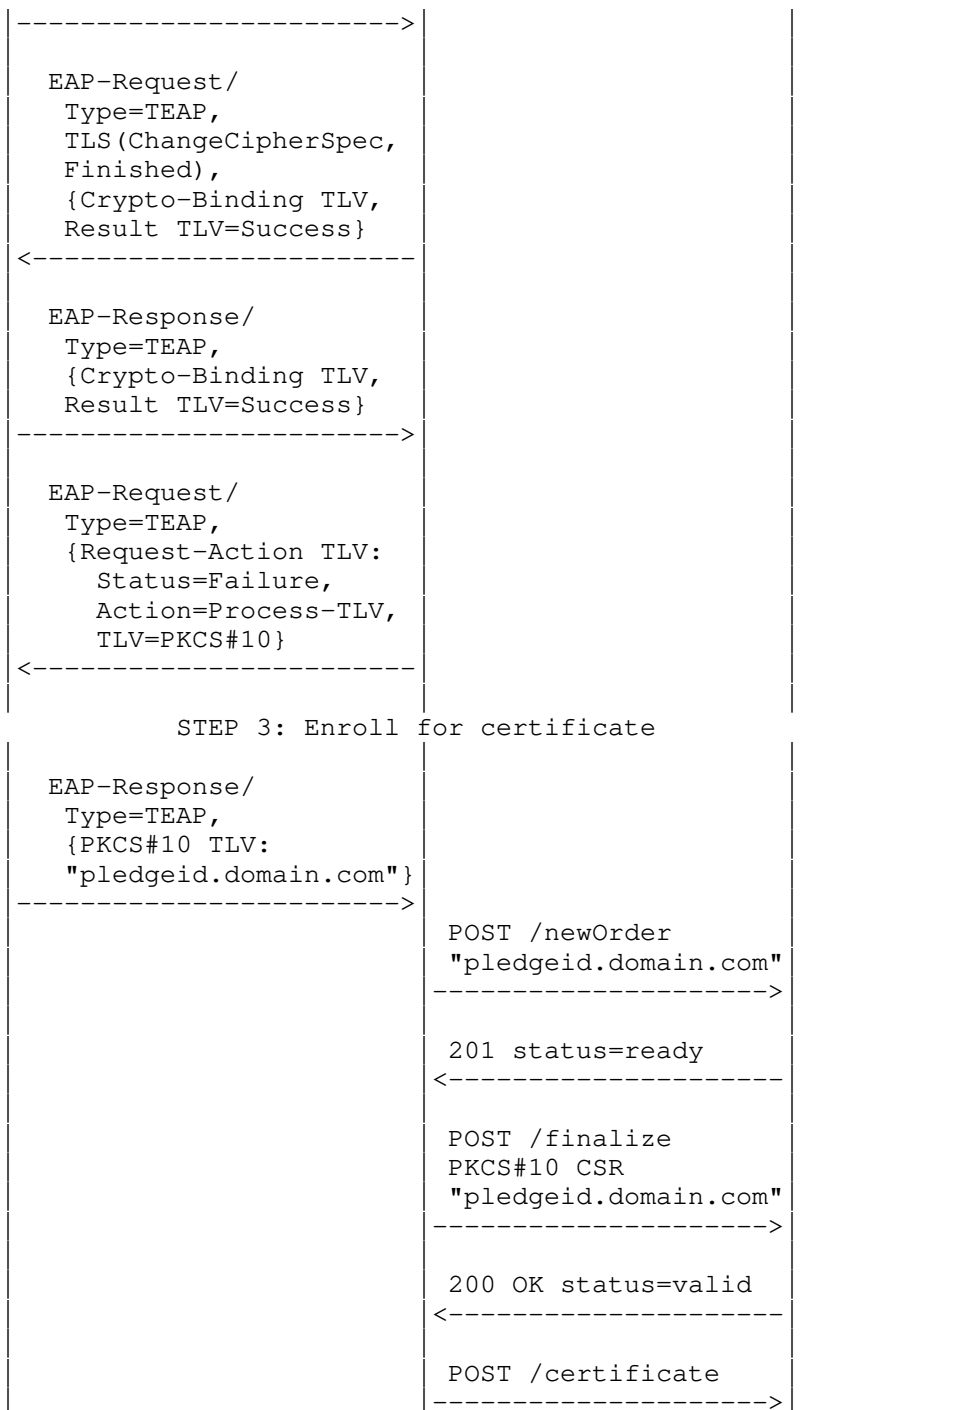 EAP-Request/
Type=TEAP,
TLS(ChangeCipherSpec,
Finished),
{Crypto-Binding TLV,
Result TLV=Success}
EAP-Response/
Type=TEAP,
{Crypto-Binding TLV,
Result TLV=Success}
EAP-Request/
Type=TEAP,
{Request-Action TLV:
Status=Failure,
Action=Process-TLV,
TLV=PKCS#10}
STEP 3: Enroll for certificate
EAP-Response/
Type=TEAP,
{PKCS#10 TLV:
"pledgeid.domain.com"}
POST /newOrder
"pledgeid.domain.com"
201 status=ready
POST /finalize
PKCS#10 CSR
"pledgeid.domain.com"
200 OK status=valid
POST /certificate